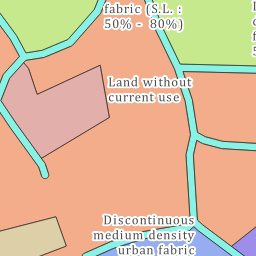 fabric (S.L. :
50% -  80%)
Land without
current use
Discontinuous
medium density
urban fabric